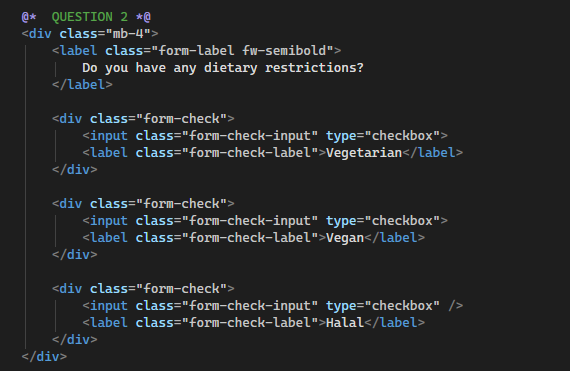 @*  QUESTION 2 *@
<div class="mb-4">
    <label class="form-label fw-semibold">
        Do you have any dietary restrictions?
    </label>

    <div class="form-check">
        <input class="form-check-input" type="checkbox">
        <label class="form-check-label">Vegetarian</label>
    </div>

    <div class="form-check">
        <input class="form-check-input" type="checkbox">
        <label class="form-check-label">Vegan</label>
    </div>

    <div class="form-check">
        <input class="form-check-input" type="checkbox" />
        <label class="form-check-label">Halal</label>
    </div>
</div>